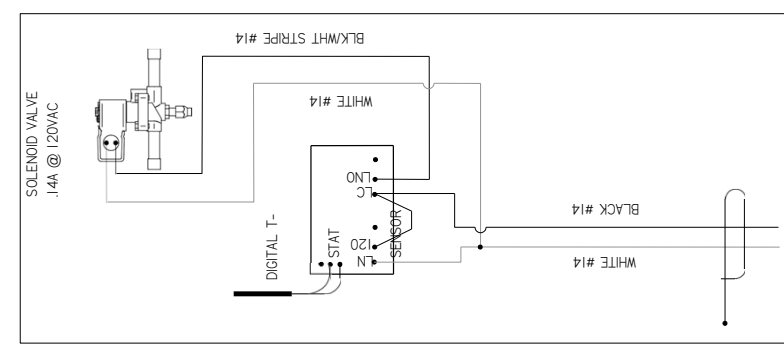 SOLENOID VALVE
.14A @ 120VAC
BLK/WHT STRIPE #14
WHITE #14
DIGITAL T-
STAT
SENSOR
LNO
LC
120
LN
BLACK #14
WHITE #14